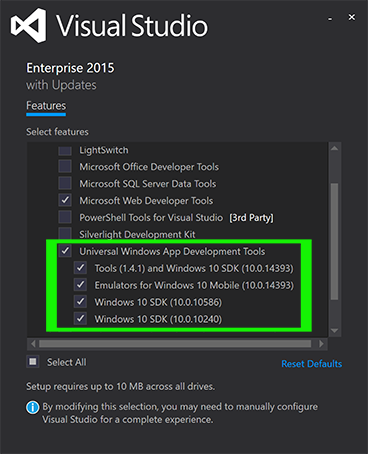 Visual Studio
Enterprise 2015
with Updates
Features
Select features
LightSwitch
Microsoft Office Developer Tools
Microsoft SQL Server Data Tools
Microsoft Web Developer Tools
PowerShell Tools for Visual Studio [3rd Party]
Silverlight Development Kit
Universal Windows App Development Tools
Tools (1.4.1) and Windows 10 SDK (10.0.14393)
Emulators for Windows 10 Mobile (10.0.14393)
Windows 10 SDK (10.0.10586)
Windows 10 SDK (10.0.10240)
Select All
Reset Defaults
Setup requires up to 10 MB across all drives.
By modifying this selection, you may need to manually configure
Visual Studio for a complete experience.